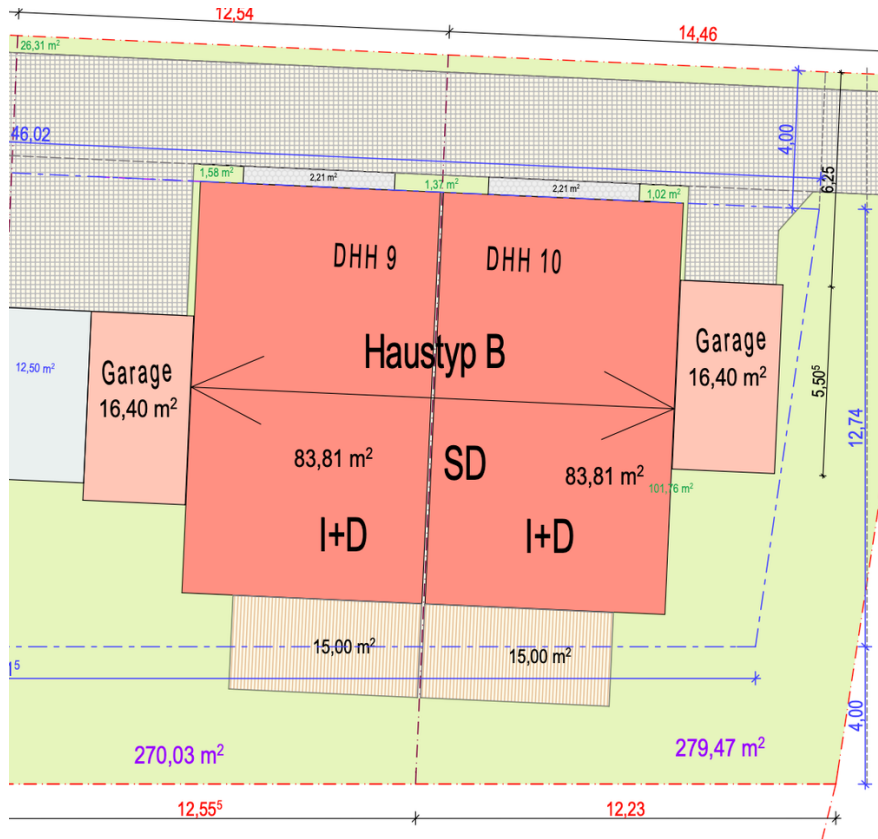 12,54
14,46
26,31 m²
46,02
4,00
6,25
1,58 m²
2,21 m²
1,37 m²
2,21 m²
1,02 m²
DHH 9
DHH 10
Haustyp B
Garage
16,40 m²
Garage
16,40 m²
12,50 m²
5,50⁵
12,74
83,81 m²
SD
83,81 m²
101,76 m²
I+D
I+D
15,00 m²
15,00 m²
1⁵
4,00
270,03 m²
279,47 m²
12,55⁵
12,23